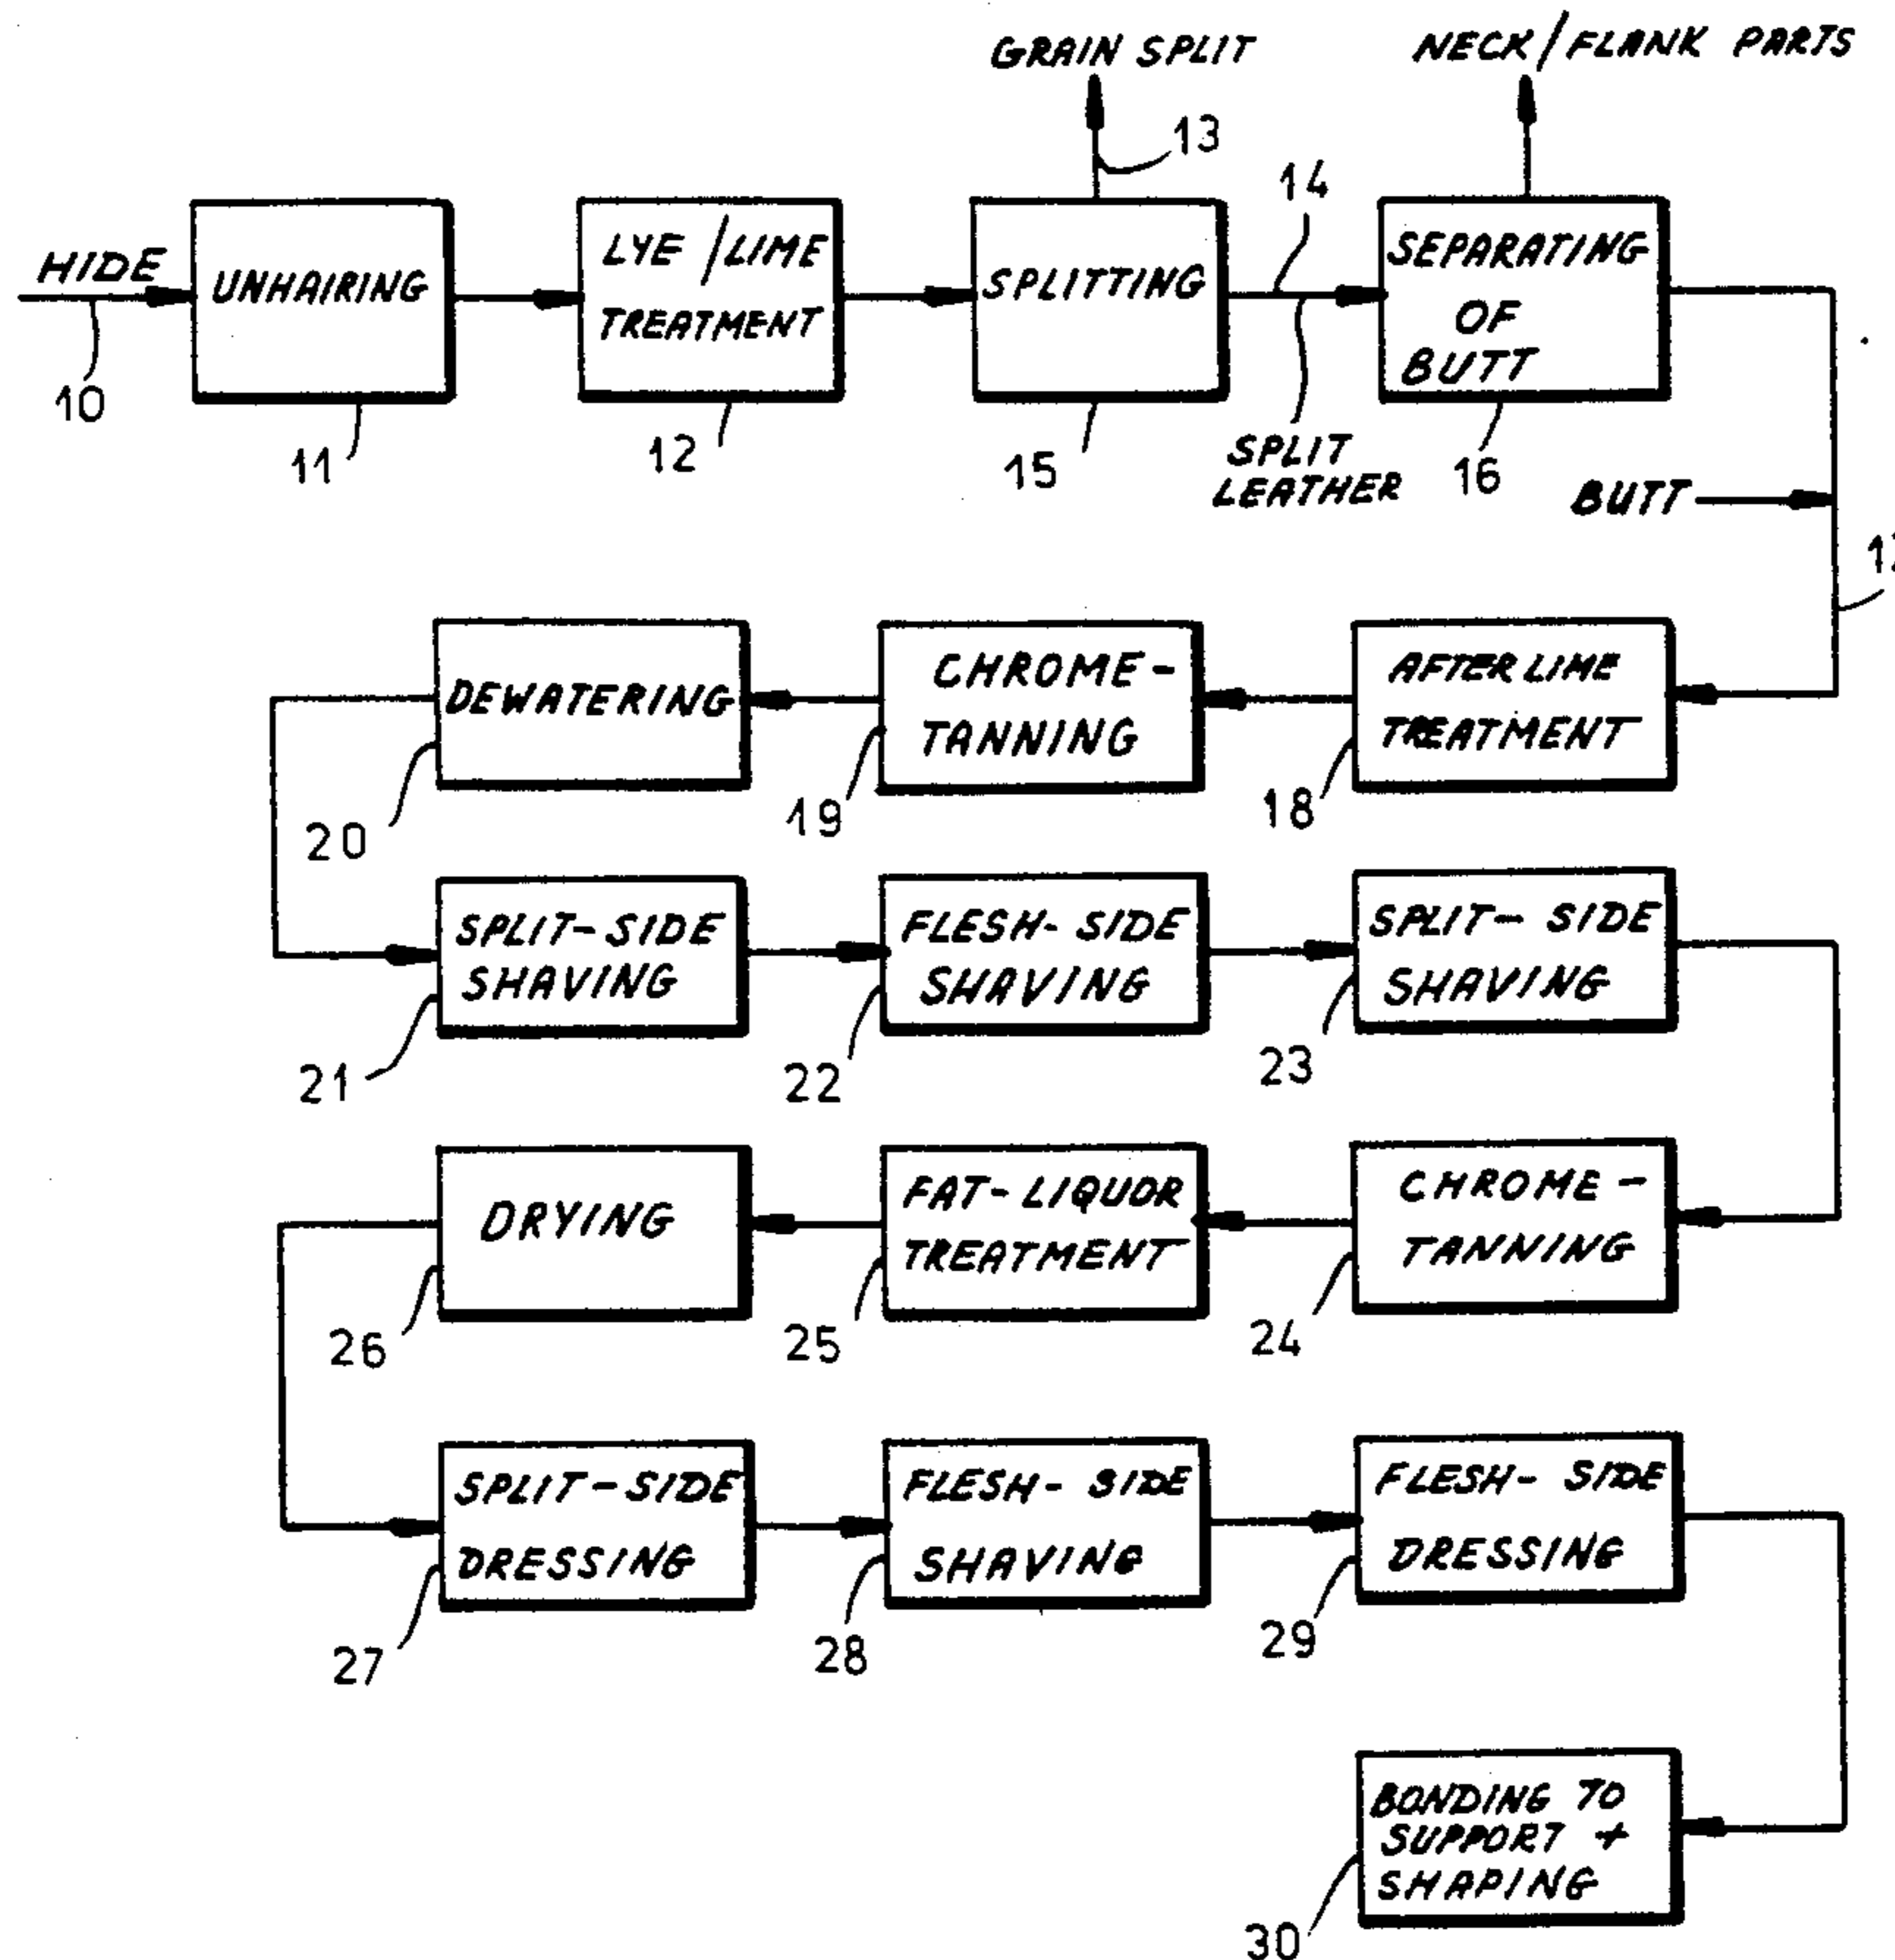 GRAIN SPLIT
NECK/FLANK PARTS
13
14
HIDE
10
UNHAIRING
11
LYE/LIME
TREATMENT
12
SPLITTING
15
SPLIT
LEATHER
SEPARATING
OF
BUTT
16
BUTT
AFTERLIME
TREATMENT
18
CHROME-
TANNING
19
DEWATERING
20
SPLIT-SIDE
SHAVING
21
FLESH-SIDE
SHAVING
22
SPLIT-SIDE
SHAVING
23
CHROME-
TANNING
24
FAT-LIQUOR
TREATMENT
25
DRYING
26
SPLIT-SIDE
DRESSING
27
FLESH-SIDE
SHAVING
28
FLESH-SIDE
DRESSING
29
BONDING TO
SUPPORT +
SHAPING
30